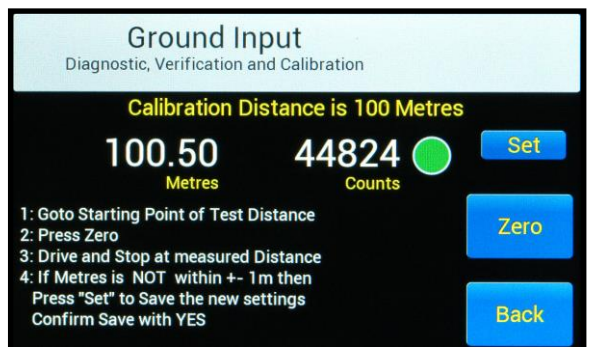 Ground Input
Diagnostic, Verification and Calibration
Calibration Distance is 100 Metres
100.50 44824 Set
Metres Counts
1: Goto Starting Point of Test Distance
2: Press Zero
3: Drive and Stop at measured Distance
4: If Metres is NOT within +- 1m then
Press "Set" to Save the new settings
Confirm Save with YES
Zero
Back